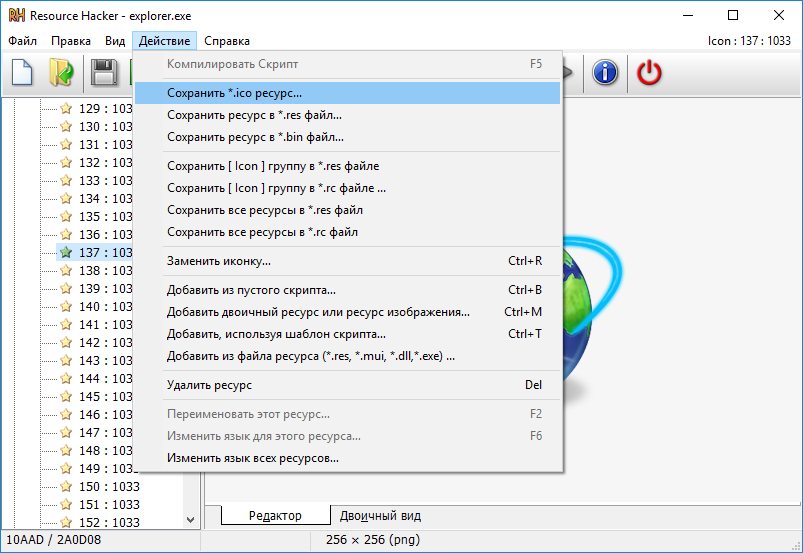 Resource Hacker - explorer.exe
Файл Правка Вид Действие Справка Icon : 137 : 1033
Компилировать Скрипт F5
Сохранить *.ico ресурс...
Сохранить ресурс в *.res файл...
Сохранить ресурс в *.bin файл...
Сохранить [ Icon ] группу в *.res файле
Сохранить [ Icon ] группу в *.rc файле ...
Сохранить все ресурсы в *.res файл
Сохранить все ресурсы в *.rc файл
Заменить иконку... Ctrl+R
Добавить из пустого скрипта... Ctrl+B
Добавить двоичный ресурс или ресурс изображения... Ctrl+M
Добавить, используя шаблон скрипта... Ctrl+T
Добавить из файла ресурса (*.res, *.mui, *.dll,*.exe) ...
Удалить ресурс Del
Переименовать этот ресурс... F2
Изменить язык для этого ресурса... F6
Изменить язык всех ресурсов...
129 : 1033
130 : 1033
131 : 1033
132 : 1033
133 : 1033
134 : 1033
135 : 1033
136 : 1033
137 : 1033
138 : 1033
139 : 1033
140 : 1033
141 : 1033
142 : 1033
143 : 1033
144 : 1033
145 : 1033
146 : 1033
147 : 1033
148 : 1033
149 : 1033
150 : 1033
151 : 1033
152 : 1033
Редактор Двоичный вид
10AAD / 2A0D08 256 × 256 (png)